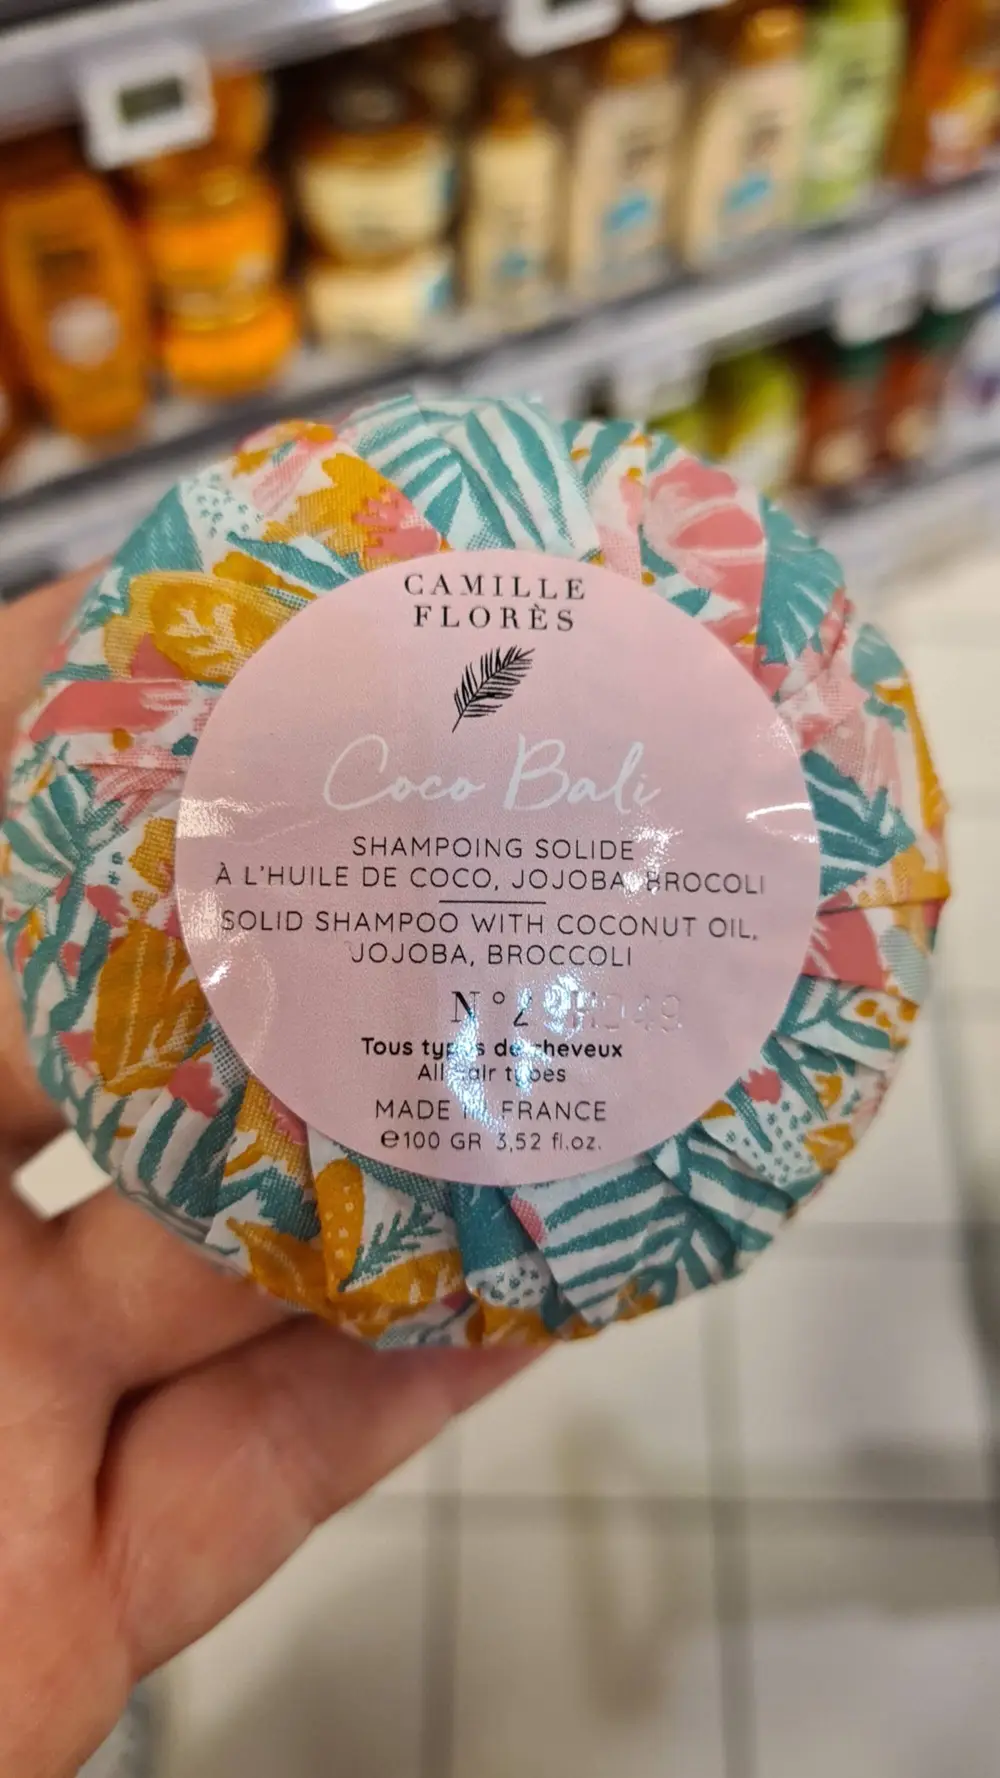 CAMILLE
FLORÈS
Coco Bali
SHAMPOING SOLIDE
À L'HUILE DE COCO, JOJOBA, BROCOLI
SOLID SHAMPOO WITH COCONUT OIL,
JOJOBA, BROCCOLI
N°
Tous types de cheveux
All hair types
MADE IN FRANCE
℮100 GR 3,52 fl.oz.